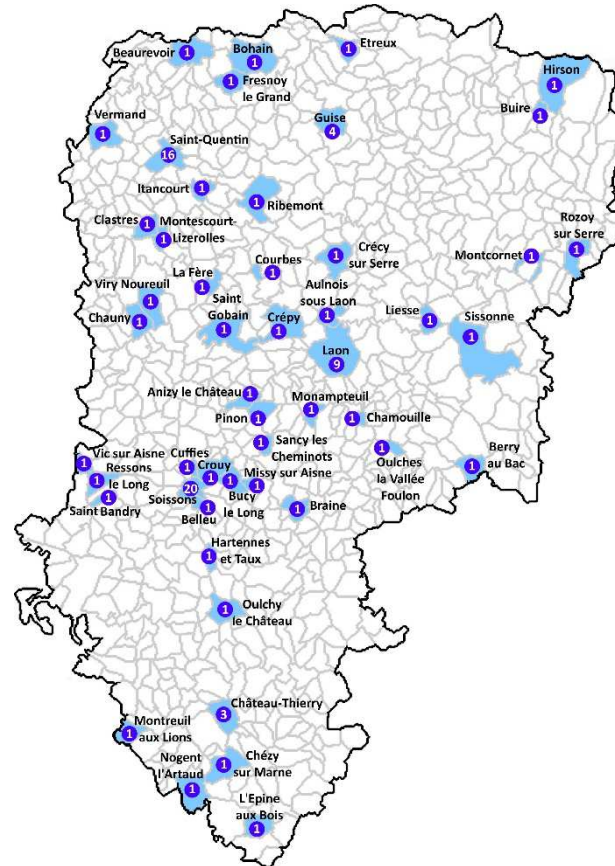 Etreux
1
Beaurevoir
1
Bohain
1
Fresnoy
le Grand
1
Hirson
1
Buire
1
Vermand
1
Guise
4
Saint-Quentin
16
Itancourt
1
Ribemont
1
Clastres
1
Montescourt-
Lizerolles
1
Rozoy
sur Serre
1
Montcornet
1
Crécy
sur Serre
1
Courbes
1
La Fère
1
Viry Noureuil
1
Chauny
1
Saint
Gobain
1
Crépy
1
Aulnois
sous Laon
1
Liesse
1
Sissonne
1
Laon
9
Anizy le Château
1
Pinon
1
Monampteuil
1
Chamouille
1
Sancy les
Cheminots
1
Oulches
la Vallée
Foulon
1
Berry
au Bac
1
Vic sur Aisne
1
Ressons
le Long
1
Saint Bandry
1
Cuffies
1
Crouy
1
Missy sur Aisne
1
Soissons
20
Bucy
le Long
1
Belleu
1
Braine
1
Hartennes
et Taux
1
Oulchy
le Château
1
Château-Thierry
3
Montreuil
aux Lions
1
Nogent
l'Artaud
1
Chézy
sur Marne
1
L'Epine
aux Bois
1